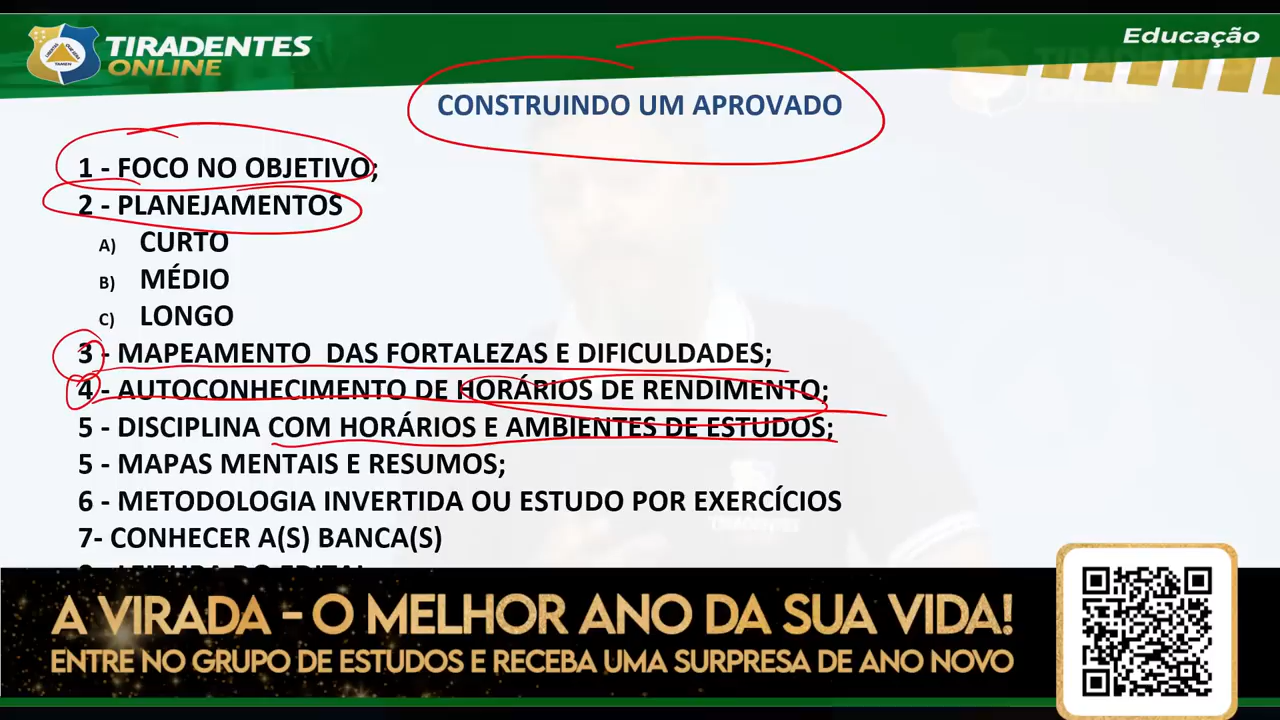 TIRADENTES
ONLINE
Educação
CONSTRUINDO UM APROVADO
1 - FOCO NO OBJETIVO;
2 - PLANEJAMENTOS
A) CURTO
B) MÉDIO
C) LONGO
3 - MAPEAMENTO DAS FORTALEZAS E DIFICULDADES;
4 - AUTOCONHECIMENTO DE HORÁRIOS DE RENDIMENTO;
5 - DISCIPLINA COM HORÁRIOS E AMBIENTES DE ESTUDOS;
5 - MAPAS MENTAIS E RESUMOS;
6 - METODOLOGIA INVERTIDA OU ESTUDO POR EXERCÍCIOS
7- CONHECER A(S) BANCA(S)
A VIRADA - O MELHOR ANO DA SUA VIDA!
ENTRE NO GRUPO DE ESTUDOS E RECEBA UMA SURPRESA DE ANO NOVO